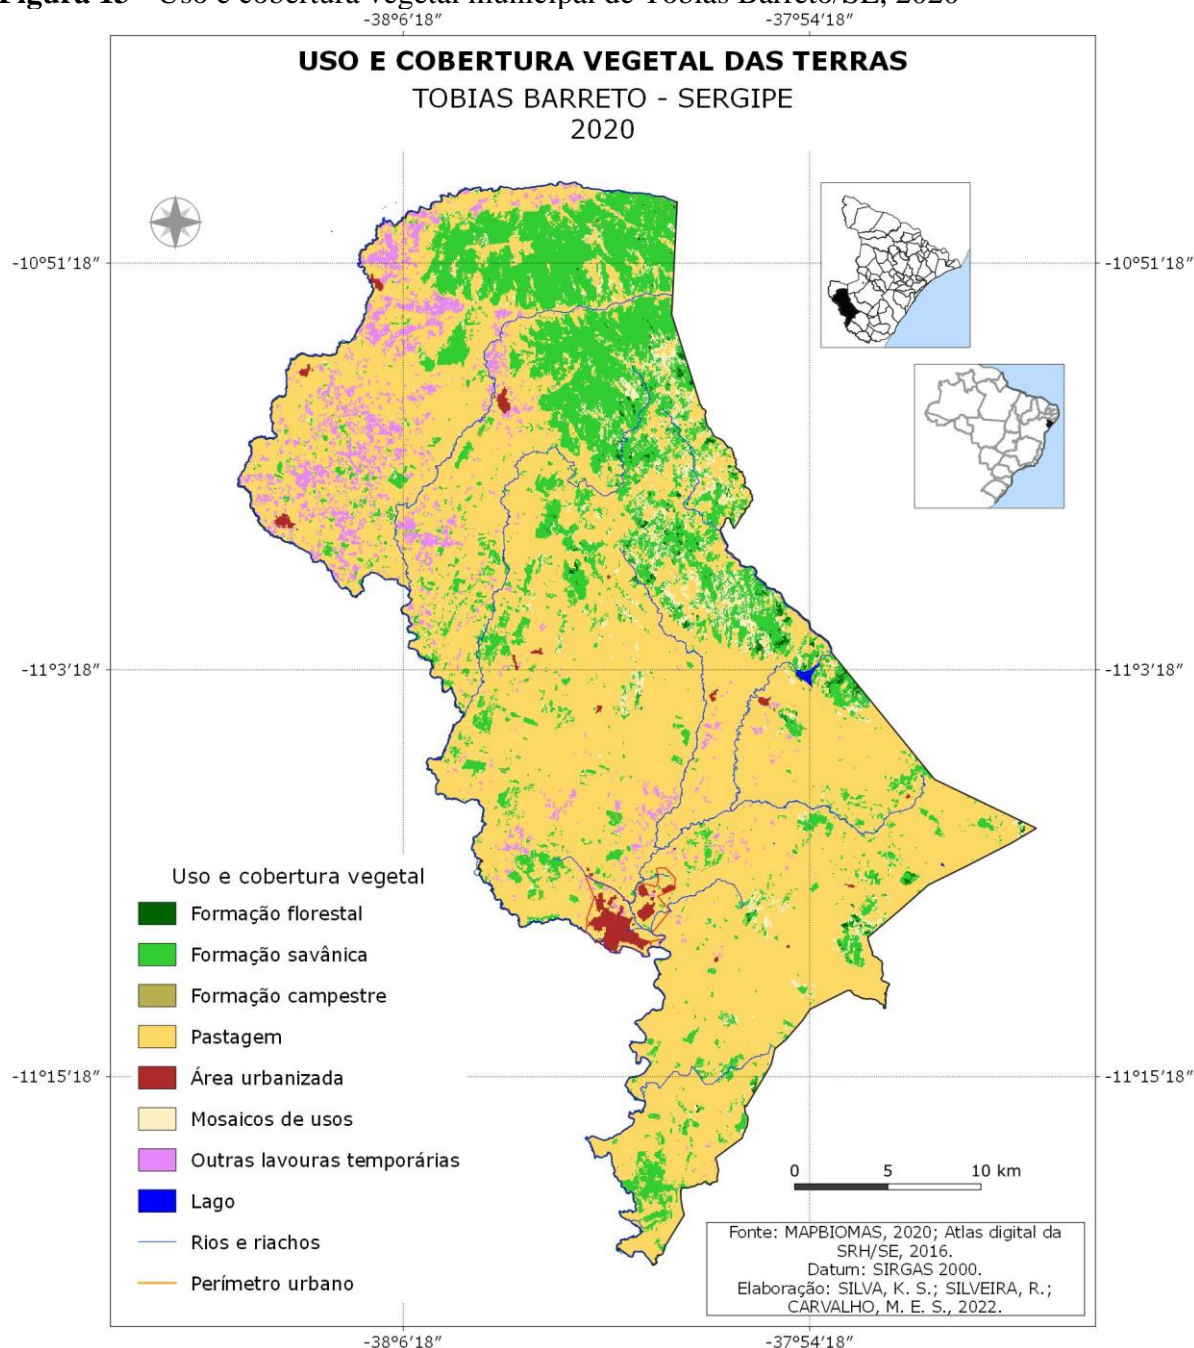 Figura 15 - Uso e cobertura vegetal municipal de Tobias Barreto/SE, 2020
-38°6'18" -37°54'18"
USO E COBERTURA VEGETAL DAS TERRAS
TOBIAS BARRETO - SERGIPE
2020
-10°51'18" -10°51'18"
-11°3'18" -11°3'18"
Uso e cobertura vegetal
Formação florestal
Formação savânica
Formação campestre
Pastagem
-11°15'18" -11°15'18"
Área urbanizada
Mosaicos de usos
Outras lavouras temporárias
0 5 10 km
Lago
Rios e riachos
Perímetro urbano
Fonte: MAPBIOMAS, 2020; Atlas digital da
SRH/SE, 2016.
Datum: SIRGAS 2000.
Elaboração: SILVA, K. S.; SILVEIRA, R.;
CARVALHO, M. E. S., 2022.
-38°6'18" -37°54'18"